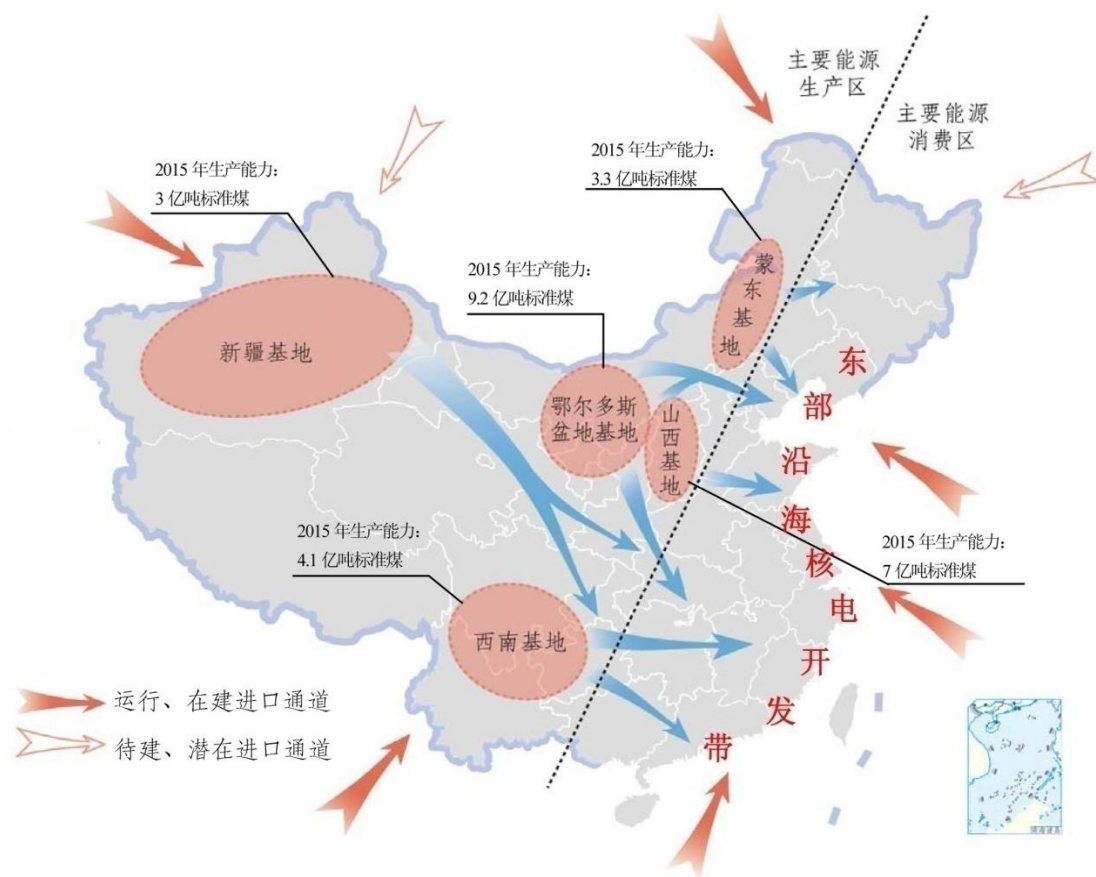 主要能源
生产区
主要能源
消费区
2015 年生产能力:
3 亿吨标准煤
2015 年生产能力:
3.3 亿吨标准煤
2015 年生产能力:
9.2 亿吨标准煤
蒙东基地
新疆基地
鄂尔多斯
盆地基地
山西基地
东部沿海核电开发带
2015 年生产能力:
4.1 亿吨标准煤
2015 年生产能力:
7 亿吨标准煤
西南基地
运行、在建进口通道
待建、潜在进口通道
南海诸岛